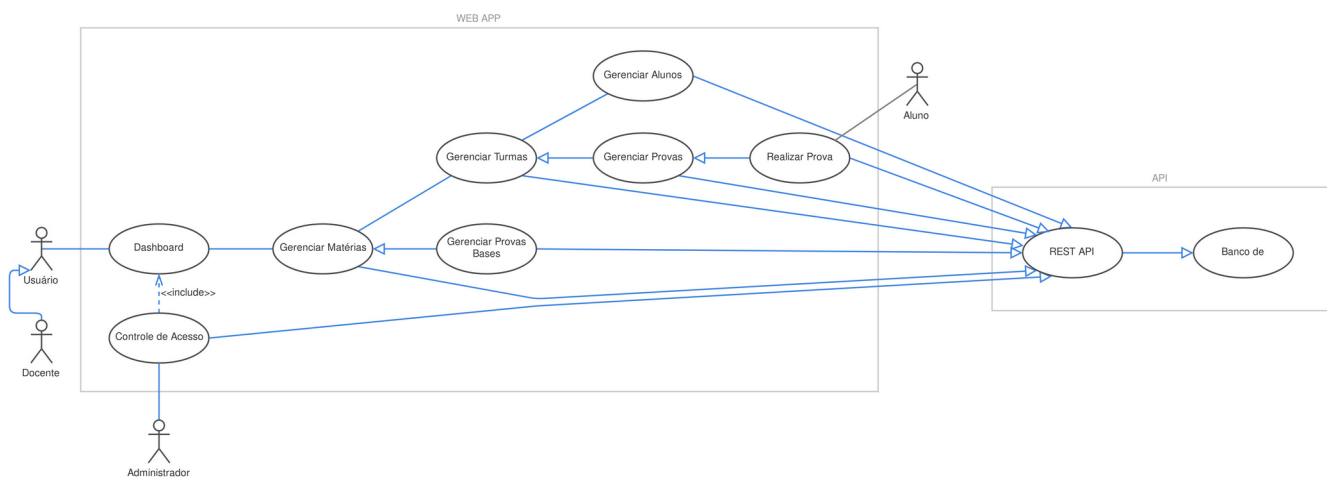 WEB APP
Gerenciar Alunos
Aluno
Gerenciar Turmas
Gerenciar Provas
Realizar Prova
API
Usuário
Dashboard
Gerenciar Matérias
Gerenciar Provas
Bases
REST API
Banco de
<<include>>
Controle de Acesso
Docente
Administrador